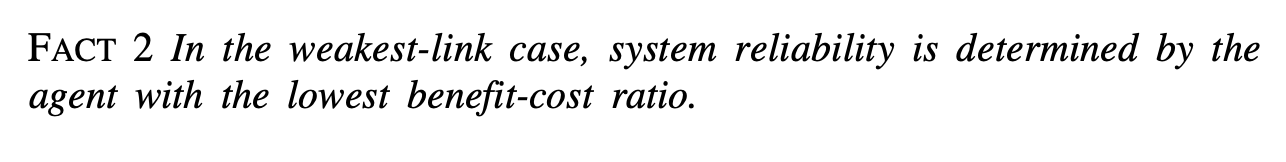 FACT 2 In the weakest-link case, system reliability is determined by the
agent with the lowest benefit-cost ratio.